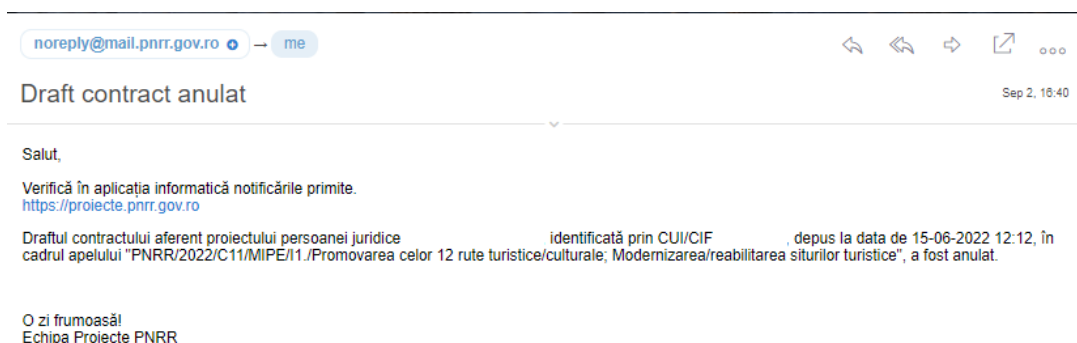 noreply@mail.pnrr.gov.ro → me
Draft contract anulat
Sep 2, 16:40
Salut,
Verifică în aplicația informatică notificările primite.
https://proiecte.pnrr.gov.ro
Draftul contractului aferent proiectului persoanei juridice identificată prin CUI/CIF , depus la data de 15-06-2022 12:12, în
cadrul apelului "PNRR/2022/C11/MIPE/I1./Promovarea celor 12 rute turistice/culturale; Modernizarea/reabilitarea siturilor turistice", a fost anulat.
O zi frumoasă!
Echipa Proiecte PNRR